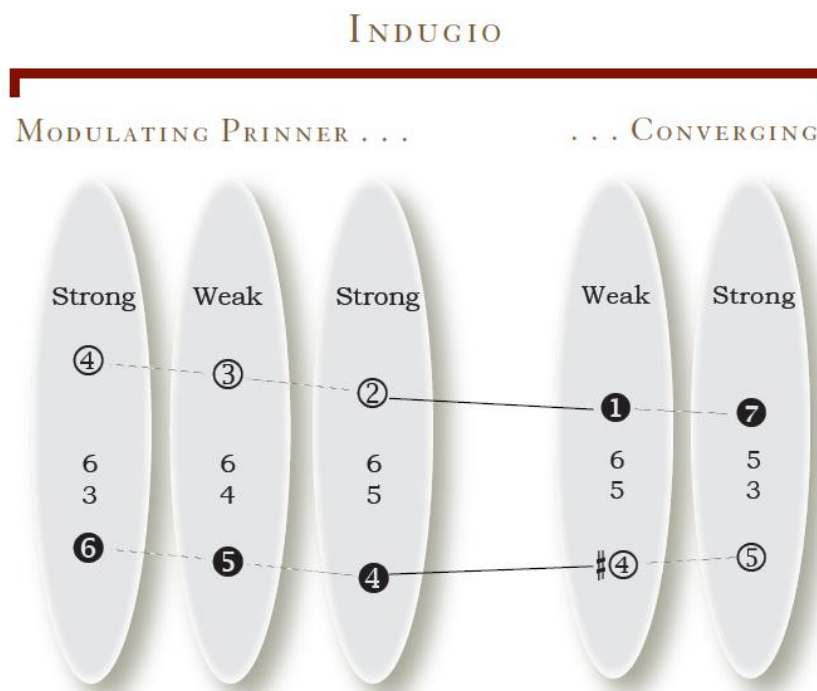 INDUGIO
MODULATING PRINNER . . . . . . CONVERGING
Strong Weak Strong Weak Strong
④ ③ ② ❶ ❼
6 6 6 6 5
3 4 5 5 3
❻ ❺ ❹ ♯④ ⑤